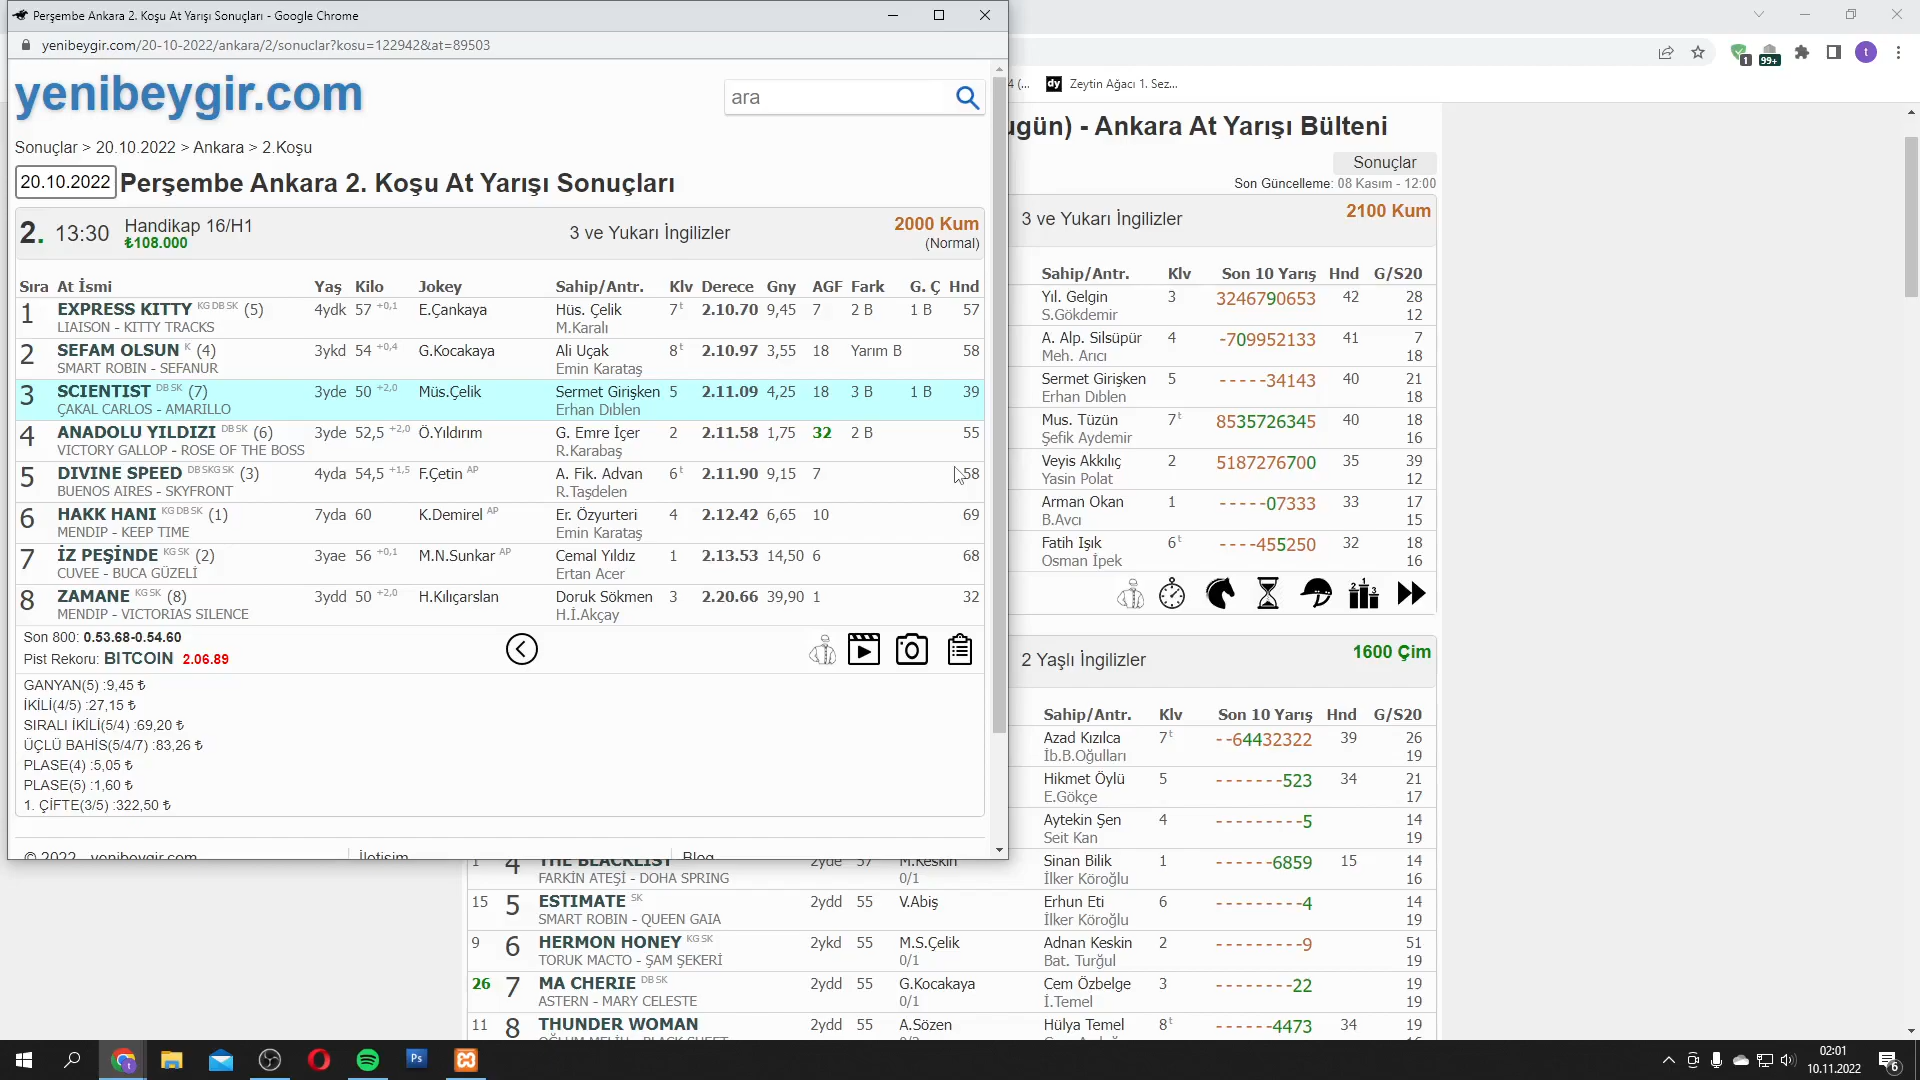 Perşembe Ankara 2. Koşu At Yarışı Sonuçları - Google Chrome
yenibeygir.com/20-10-2022/ankara/2/sonuclar?kosu=122942&at=89503
yenibeygir.com
ara
Sonuçlar > 20.10.2022 > Ankara > 2.Koşu
20.10.2022 Perşembe Ankara 2. Koşu At Yarışı Sonuçları
2. 13:30 Handikap 16/H1 3 ve Yukarı İngilizler 2000 Kum
₺108.000 (Normal)
Sıra At İsmi Yaş Kilo Jokey Sahip/Antr. Klv Derece Gny AGF Fark G. Ç Hnd
1 EXPRESS KITTY KG DB SK (5) 4ydk 57 +0,1 E.Çankaya Hüs. Çelik 7t 2.10.70 9,45 7 2 B 1 B 57
LIAISON - KITTY TRACKS M.Karalı
2 SEFAM OLSUN K (4) 3ykd 54 +0,4 G.Kocakaya Ali Uçak 8t 2.10.97 3,55 18 Yarım B 58
SMART ROBIN - SEFANUR Emin Karataş
3 SCIENTIST DB SK (7) 3yde 50 +2,0 Müs.Çelik Sermet Girişken 5 2.11.09 4,25 18 3 B 1 B 39
ÇAKAL CARLOS - AMARILLO Erhan Dıblen
4 ANADOLU YILDIZI DB SK (6) 3yde 52,5 +2,0 Ö.Yıldırım G. Emre İçer 2 2.11.58 1,75 32 2 B 55
VICTORY GALLOP - ROSE OF THE BOSS R.Karabaş
5 DIVINE SPEED DB SKG SK (3) 4yda 54,5 +1,5 F.Çetin AP A. Fik. Advan 6t 2.11.90 9,15 7 58
BUENOS AIRES - SKYFRONT R.Taşdelen
6 HAKK HANI KG DB SK (1) 7yda 60 K.Demirel AP Er. Özyurteri 4 2.12.42 6,65 10 69
MENDIP - KEEP TIME Emin Karataş
7 İZ PEŞİNDE KG SK (2) 3yae 56 +0,1 M.N.Sunkar AP Cemal Yıldız 1 2.13.53 14,50 6 68
CUVEE - BUCA GÜZELİ Ertan Acer
8 ZAMANE KG SK (8) 3ydd 50 +2,0 H.Kılıçarslan Doruk Sökmen 3 2.20.66 39,90 1 32
MENDIP - VICTORIAS SILENCE H.İ.Akçay
Son 800: 0.53.68-0.54.60
Pist Rekoru: BITCOIN 2.06.89
GANYAN(5) :9,45 ₺
İKİLİ(4/5) :27,15 ₺
SIRALI İKİLİ(5/4) :69,20 ₺
ÜÇLÜ BAHİS(5/4/7) :83,26 ₺
PLASE(4) :5,05 ₺
PLASE(5) :1,60 ₺
1. ÇİFTE(3/5) :322,50 ₺
© 2022 yenibeygir.com İletişim Blog
1
99+
t
4 (... dy Zeytin Ağacı 1. Sez...
ugün) - Ankara At Yarışı Bülteni
Sonuçlar
Son Güncelleme: 08 Kasım - 12:00
3 ve Yukarı İngilizler 2100 Kum
Sahip/Antr. Klv Son 10 Yarış Hnd G/S20
Yıl. Gelgin 3 3246790653 42 28
S.Gökdemir 12
A. Alp. Silsüpür 4 -709952133 41 7
Meh. Arıcı 18
Sermet Girişken 5 -----34143 40 21
Erhan Dıblen 18
Mus. Tüzün 7t 8535726345 40 18
Şefik Aydemir 16
Veyis Akkılıç 2 5187276700 35 39
Yasin Polat 12
Arman Okan 1 -----07333 33 17
B.Avcı 15
Fatih Işık 6t ----455250 32 18
Osman İpek 16
2 Yaşlı İngilizler 1600 Çim
Sahip/Antr. Klv Son 10 Yarış Hnd G/S20
Azad Kızılca 7t --64432322 39 26
İb.B.Oğulları 19
Hikmet Öylü 5 -------523 34 21
E.Gökçe 17
Aytekin Şen 4 ---------5 14
Seit Kan 19
1 4 THE BLACKLIST 2yde 57 M.Keskin Sinan Bilik 1 ------6859 15 14
FARKİN ATEŞİ - DOHA SPRING 0/1 İlker Köroğlu 16
15 5 ESTIMATE SK 2ydd 55 V.Abiş Erhun Eti 6 ---------4 14
SMART ROBIN - QUEEN GAIA İlker Köroğlu 19
9 6 HERMON HONEY KG SK 2ykd 55 M.S.Çelik Adnan Keskin 2 ---------9 51
TORUK MACTO - ŞAM ŞEKERİ 0/1 Bat. Turğul 19
26 7 MA CHERIE DB SK 2ydd 55 G.Kocakaya Cem Özbelge 3 --------22 19
ASTERN - MARY CELESTE 0/1 İ.Temel 19
11 8 THUNDER WOMAN 2ydd 55 A.Sözen Hülya Temel 8t ------4473 34 19
Ps
02:01
10.11.2022
6